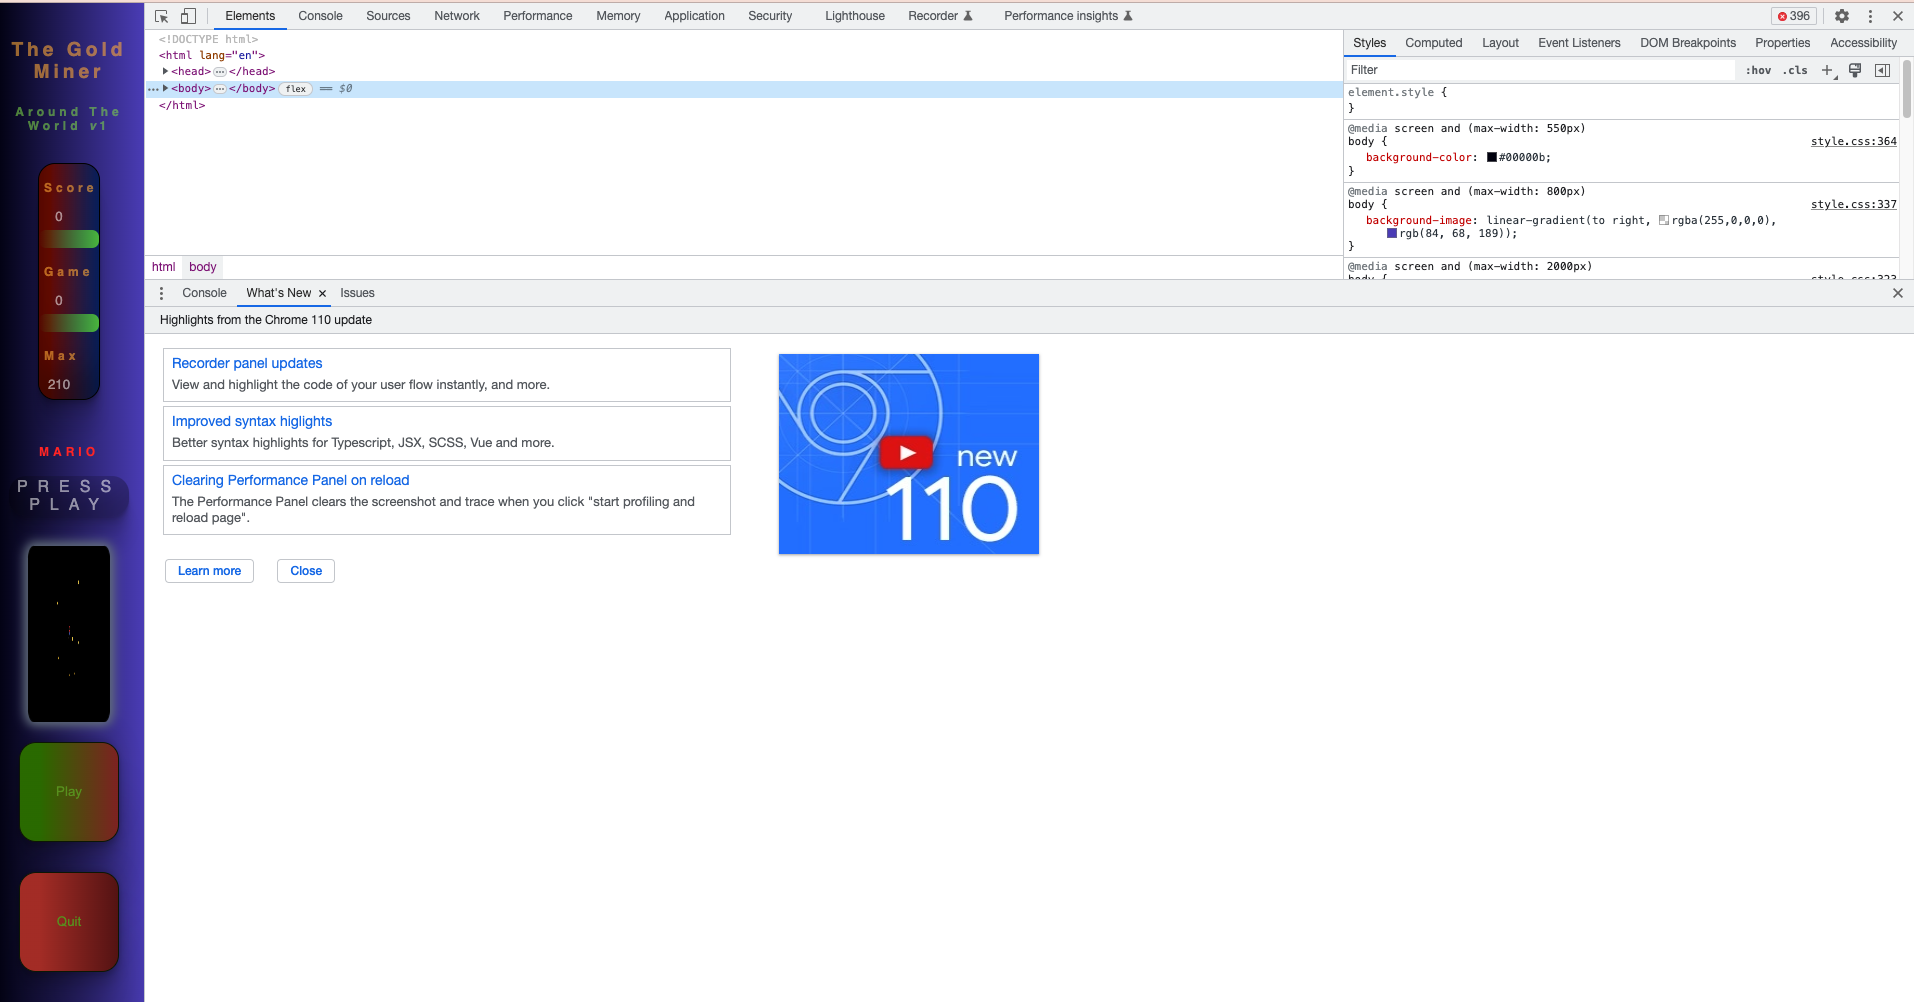 The Gold
Miner
Around The
World v1
Score
0
Game
0
Max
210
MARIO
PRESS
PLAY
Play
Quit
Elements Console Sources Network Performance Memory Application Security Lighthouse Recorder Performance insights 396
<!DOCTYPE html>
<html lang="en">
<head> … </head>
… <body> … </body> flex == $0
</html>
html body
Styles Computed Layout Event Listeners DOM Breakpoints Properties Accessibility
Filter :hov .cls
element.style {
}
@media screen and (max-width: 550px)
body { style.css:364
background-color: #00000b;
}
@media screen and (max-width: 800px)
body { style.css:337
background-image: linear-gradient(to right, rgba(255,0,0,0),
rgb(84, 68, 189));
}
@media screen and (max-width: 2000px)
body { style.css:323
Console What's New × Issues
Highlights from the Chrome 110 update
Recorder panel updates
View and highlight the code of your user flow instantly, and more.
Improved syntax higlights
Better syntax highlights for Typescript, JSX, SCSS, Vue and more.
Clearing Performance Panel on reload
The Performance Panel clears the screenshot and trace when you click "start profiling and
reload page".
Learn more Close
new
110